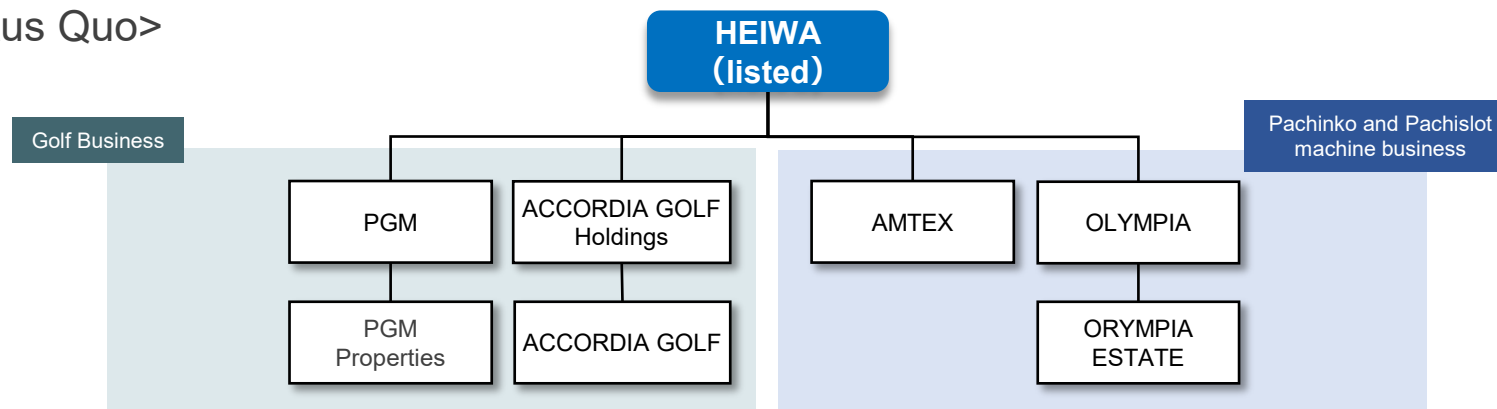 us Quo>
HEIWA
（listed）
Golf Business
Pachinko and Pachislot
machine business
PGM
ACCORDIA GOLF
Holdings
AMTEX
OLYMPIA
PGM
Properties
ACCORDIA GOLF
ORYMPIA
ESTATE